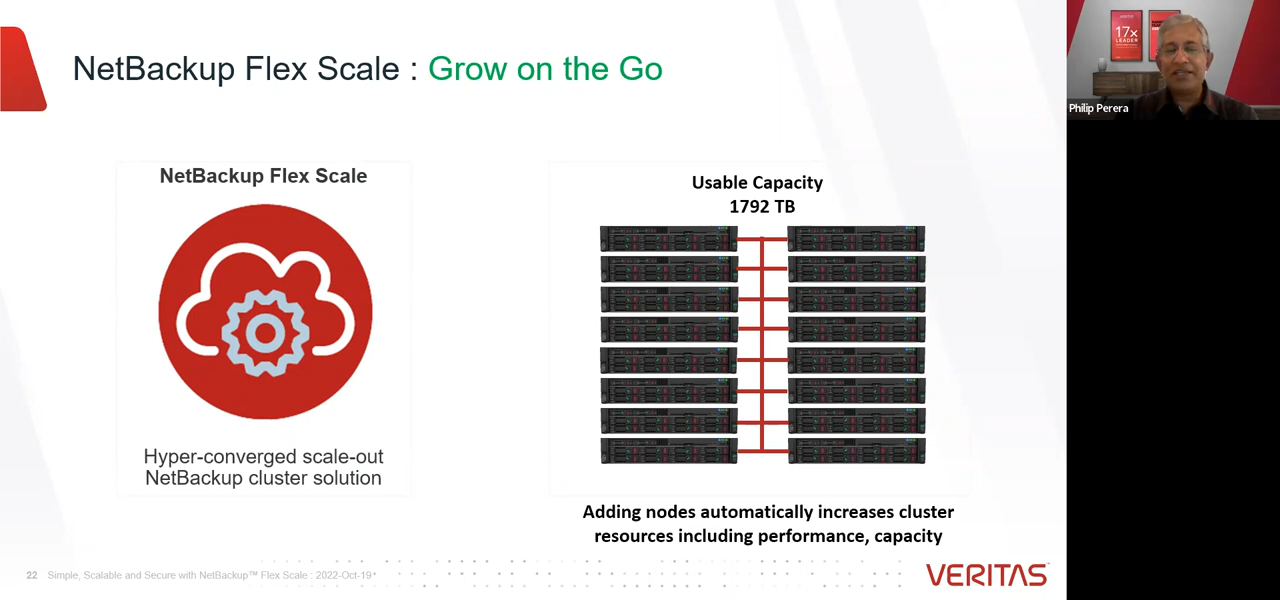 NetBackup Flex Scale : Grow on the Go
NetBackup Flex Scale
Hyper-converged scale-out
NetBackup cluster solution
Usable Capacity
1792 TB
Adding nodes automatically increases cluster
resources including performance, capacity
22 Simple, Scalable and Secure with NetBackup™ Flex Scale : 2022-Oct-19
VERITAS
17x
LEADER
Philip Perera